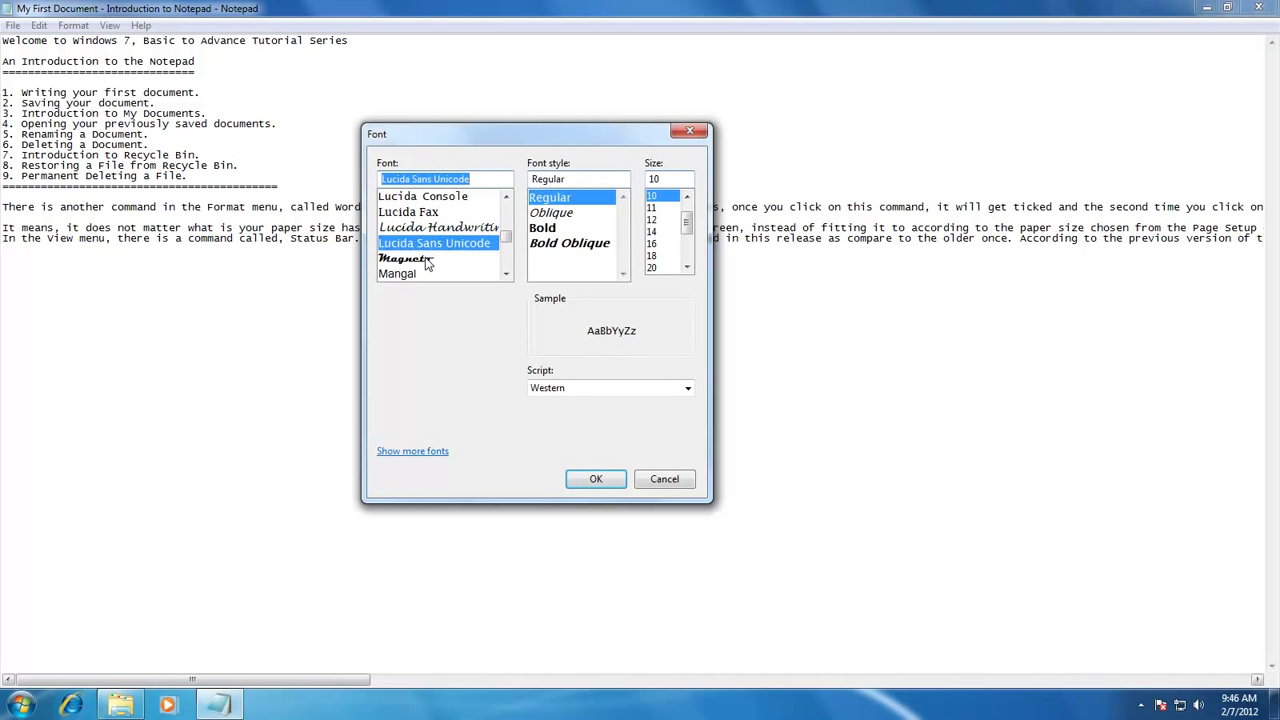 My First Document - Introduction to Notepad - Notepad
File Edit Format View Help
Welcome to Windows 7, Basic to Advance Tutorial Series
An Introduction to the Notepad
==============================
1. Writing your first document.
2. Saving your document.
3. Introduction to My Documents.
4. Opening your previously saved documents.
5. Renaming a Document.
6. Deleting a Document.
7. Introduction to Recycle Bin.
8. Restoring a File from Recycle Bin.
9. Permanent Deleting a File.
===========================================
There is another command in the Format menu, called Word s, once you click on this command, it will get ticked and the second time you click on
It means, it does not matter what is your paper size has reen, instead of fitting it to according to the paper size chosen from the Page Setup
In the View menu, there is a command called, Status Bar. d in this release as compare to the older once. According to the previous version of t
Font
Font:
Lucida Sans Unicode
Lucida Console
Lucida Fax
Lucida Handwritin
Lucida Sans Unicode
Magneto
Mangal
Font style:
Regular
Regular
Oblique
Bold
Bold Oblique
Size:
10
10
11
12
14
16
18
20
Sample
AaBbYyZz
Script:
Western
Show more fonts
OK Cancel
9:46 AM
2/7/2012